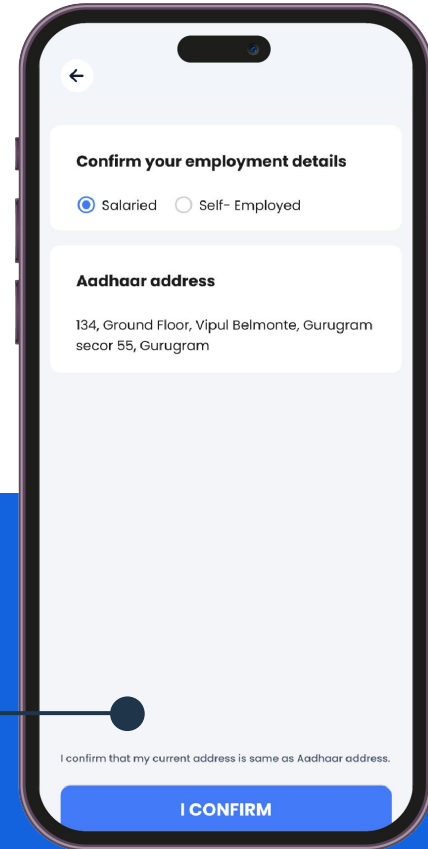 Confirm your employment details
Salaried Self- Employed
Aadhaar address
134, Ground Floor, Vipul Belmonte, Gurugram
secor 55, Gurugram
I confirm that my current address is same as Aadhaar address.
I CONFIRM